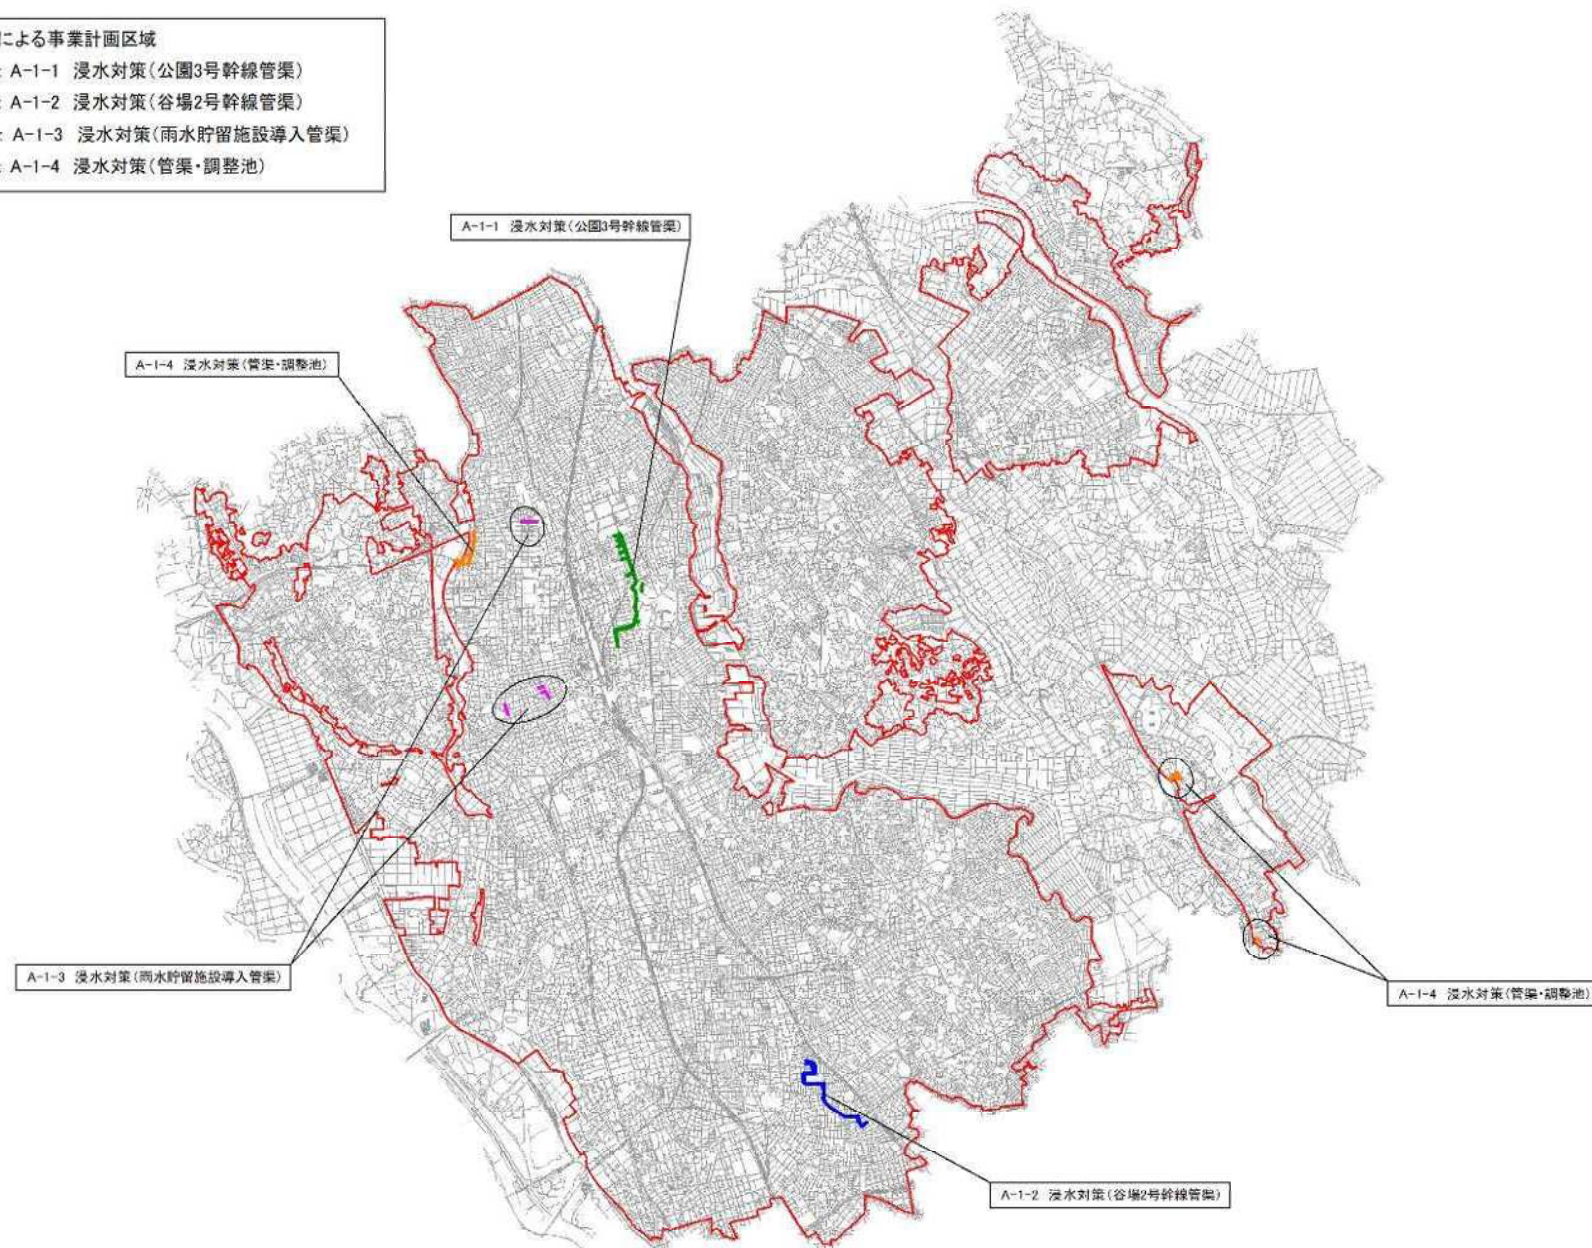 による事業計画区域
: A-1-1 浸水対策(公園3号幹線管渠)
: A-1-2 浸水対策(谷場2号幹線管渠)
: A-1-3 浸水対策(雨水貯留施設導入管渠)
: A-1-4 浸水対策(管渠・調整池)
A-1-1 浸水対策(公園3号幹線管渠)
A-1-4 浸水対策(管渠・調整池)
A-1-3 浸水対策(雨水貯留施設導入管渠)
A-1-4 浸水対策(管渠・調整池)
A-1-2 浸水対策(谷場2号幹線管渠)